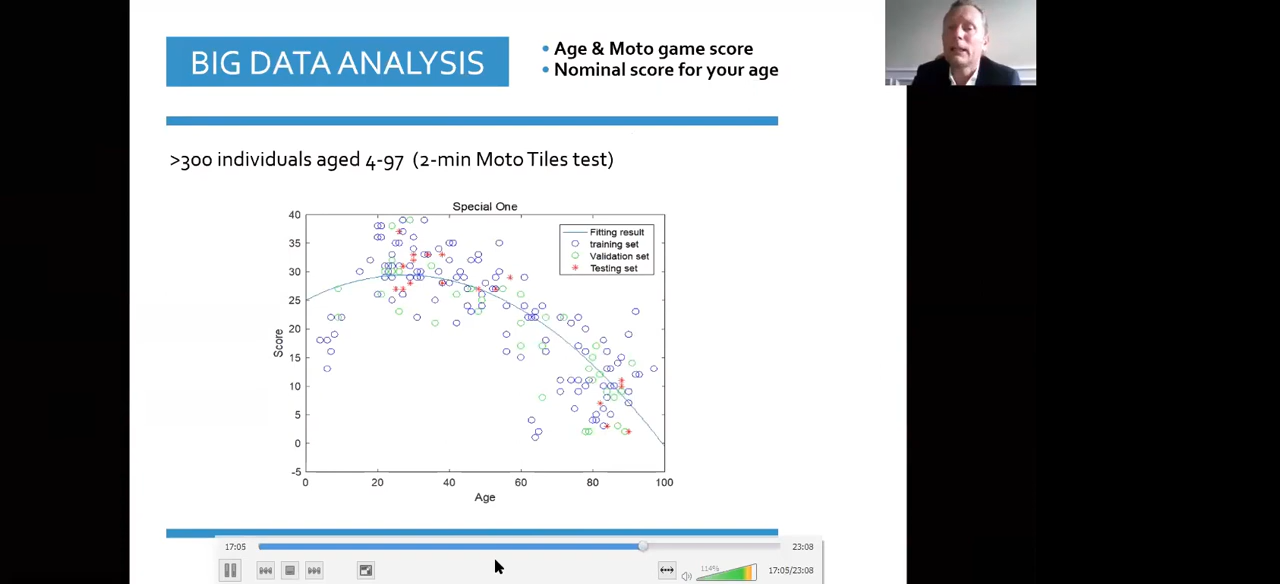 BIG DATA ANALYSIS
• Age & Moto game score
• Nominal score for your age
>300 individuals aged 4-97 (2-min Moto Tiles test)
Special One
40
35
30
25
20
15
10
5
0
-5
Score
Fitting result
training set
Validation set
Testing set
0 20 40 60 80 100
Age
17:05
23:08
114%
17:05/23:08